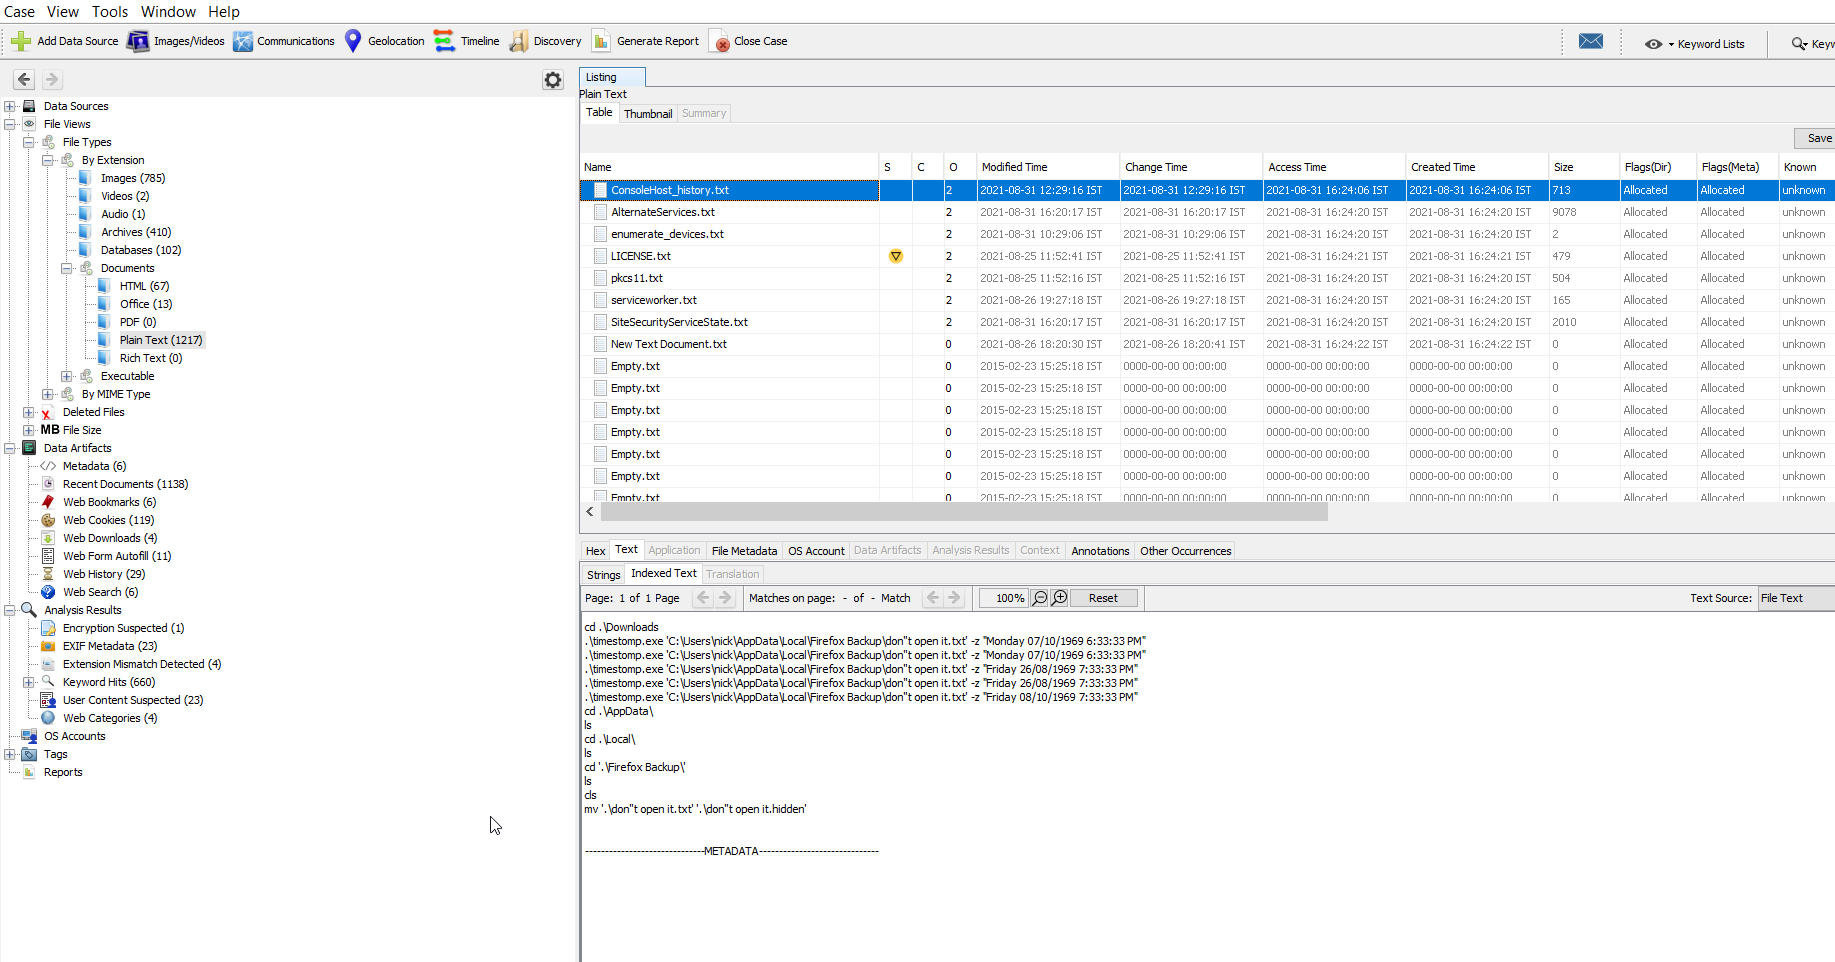 Case View Tools Window Help
Add Data Source Images/Videos Communications Geolocation Timeline Discovery Generate Report Close Case Keyword Lists Keyw
Data Sources
File Views
File Types
By Extension
Images (785)
Videos (2)
Audio (1)
Archives (410)
Databases (102)
Documents
HTML (67)
Office (13)
PDF (0)
Plain Text (1217)
Rich Text (0)
Executable
By MIME Type
Deleted Files
MB File Size
Data Artifacts
Metadata (6)
Recent Documents (1138)
Web Bookmarks (6)
Web Cookies (119)
Web Downloads (4)
Web Form Autofill (11)
Web History (29)
Web Search (6)
Analysis Results
Encryption Suspected (1)
EXIF Metadata (23)
Extension Mismatch Detected (4)
Keyword Hits (660)
User Content Suspected (23)
Web Categories (4)
OS Accounts
Tags
Reports
Listing
Plain Text
Table Thumbnail Summary
Save
Name S C O Modified Time Change Time Access Time Created Time Size Flags(Dir) Flags(Meta) Known
ConsoleHost_history.txt 2 2021-08-31 12:29:16 IST 2021-08-31 12:29:16 IST 2021-08-31 16:24:06 IST 2021-08-31 16:24:06 IST 713 Allocated Allocated unknown
AlternateServices.txt 2 2021-08-31 16:20:17 IST 2021-08-31 16:20:17 IST 2021-08-31 16:24:20 IST 2021-08-31 16:24:20 IST 9078 Allocated Allocated unknown
enumerate_devices.txt 2 2021-08-31 10:29:06 IST 2021-08-31 10:29:06 IST 2021-08-31 16:24:20 IST 2021-08-31 16:24:20 IST 2 Allocated Allocated unknown
LICENSE.txt 2 2021-08-25 11:52:41 IST 2021-08-25 11:52:41 IST 2021-08-31 16:24:21 IST 2021-08-31 16:24:21 IST 479 Allocated Allocated unknown
pkcs11.txt 2 2021-08-25 11:52:16 IST 2021-08-25 11:52:16 IST 2021-08-31 16:24:20 IST 2021-08-31 16:24:20 IST 504 Allocated Allocated unknown
serviceworker.txt 2 2021-08-26 19:27:18 IST 2021-08-26 19:27:18 IST 2021-08-31 16:24:20 IST 2021-08-31 16:24:20 IST 165 Allocated Allocated unknown
SiteSecurityServiceState.txt 2 2021-08-31 16:20:17 IST 2021-08-31 16:20:17 IST 2021-08-31 16:24:20 IST 2021-08-31 16:24:20 IST 2010 Allocated Allocated unknown
New Text Document.txt 0 2021-08-26 18:20:30 IST 2021-08-26 18:20:41 IST 2021-08-31 16:24:22 IST 2021-08-31 16:24:22 IST 0 Allocated Allocated unknown
Empty.txt 0 2015-02-23 15:25:18 IST 0000-00-00 00:00:00 0000-00-00 00:00:00 0000-00-00 00:00:00 0 Allocated Allocated unknown
Empty.txt 0 2015-02-23 15:25:18 IST 0000-00-00 00:00:00 0000-00-00 00:00:00 0000-00-00 00:00:00 0 Allocated Allocated unknown
Empty.txt 0 2015-02-23 15:25:18 IST 0000-00-00 00:00:00 0000-00-00 00:00:00 0000-00-00 00:00:00 0 Allocated Allocated unknown
Empty.txt 0 2015-02-23 15:25:18 IST 0000-00-00 00:00:00 0000-00-00 00:00:00 0000-00-00 00:00:00 0 Allocated Allocated unknown
Empty.txt 0 2015-02-23 15:25:18 IST 0000-00-00 00:00:00 0000-00-00 00:00:00 0000-00-00 00:00:00 0 Allocated Allocated unknown
Empty.txt 0 2015-02-23 15:25:18 IST 0000-00-00 00:00:00 0000-00-00 00:00:00 0000-00-00 00:00:00 0 Allocated Allocated unknown
Empty.txt 0 2015-02-23 15:25:18 IST 0000-00-00 00:00:00 0000-00-00 00:00:00 0000-00-00 00:00:00 0 Allocated Allocated unknown
Hex Text Application File Metadata OS Account Data Artifacts Analysis Results Context Annotations Other Occurrences
Strings Indexed Text Translation
Page: 1 of 1 Page Matches on page: - of - Match 100% Reset Text Source: File Text
cd .\Downloads
.\timestomp.exe 'C:\Users\nick\AppData\Local\Firefox Backup\don''t open it.txt' -z "Monday 07/10/1969 6:33:33 PM"
.\timestomp.exe 'C:\Users\nick\AppData\Local\Firefox Backup\don''t open it.txt' -z "Monday 07/10/1969 6:33:33 PM"
.\timestomp.exe 'C:\Users\nick\AppData\Local\Firefox Backup\don''t open it.txt' -z "Friday 26/08/1969 7:33:33 PM"
.\timestomp.exe 'C:\Users\nick\AppData\Local\Firefox Backup\don''t open it.txt' -z "Friday 26/08/1969 7:33:33 PM"
.\timestomp.exe 'C:\Users\nick\AppData\Local\Firefox Backup\don''t open it.txt' -z "Friday 08/10/1969 7:33:33 PM"
cd .\AppData\
ls
cd .\Local\
ls
cd '.\Firefox Backup\'
ls
cls
mv '.\don''t open it.txt' '.\don''t open it.hidden'
------------------------------METADATA------------------------------